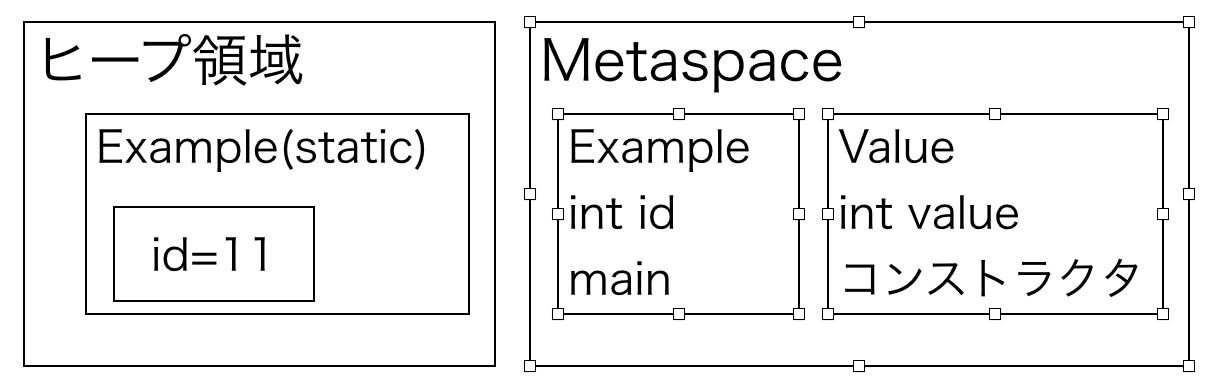 ヒープ領域
Example(static)
id=11
Metaspace
Example
int id
main
Value
int value
コンストラクタ